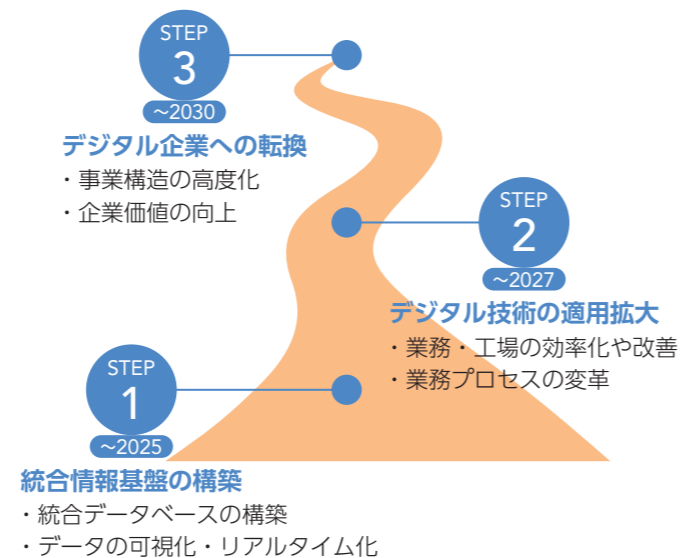 STEP
3
～2030
デジタル企業への転換
・事業構造の高度化
・企業価値の向上
STEP
2
～2027
デジタル技術の適用拡大
・業務・工場の効率化や改善
・業務プロセスの変革
STEP
1
～2025
統合情報基盤の構築
・統合データベースの構築
・データの可視化・リアルタイム化